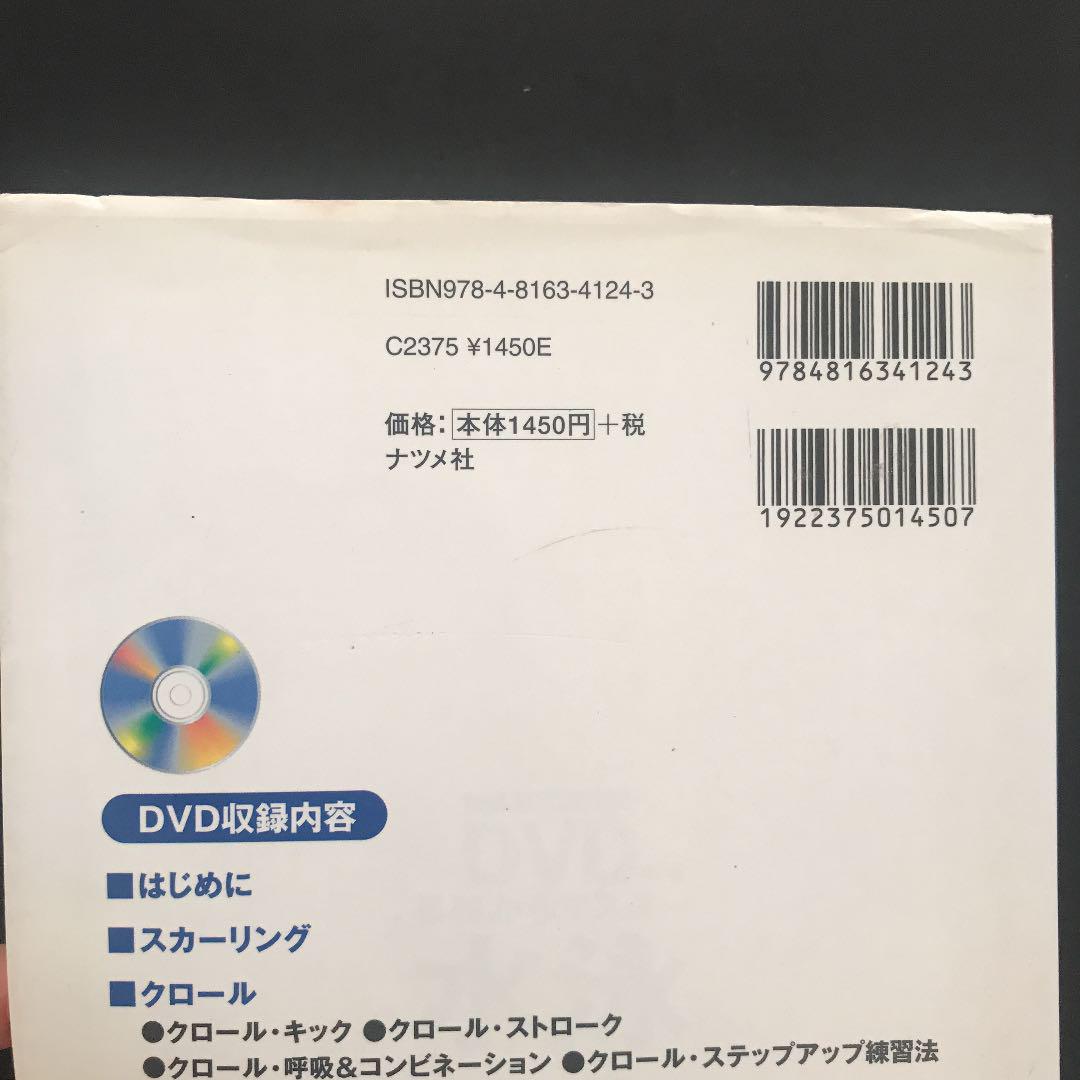 ISBN978-4-8163-4124-3
C2375 ¥1450E
価格：本体1450円＋税
ナツメ社
9784816341243
1922375014507
DVD収録内容
■はじめに
■スカーリング
■クロール
●クロール・キック ●クロール・ストローク
●クロール・呼吸&コンビネーション ●クロール・ステップアップ練習法